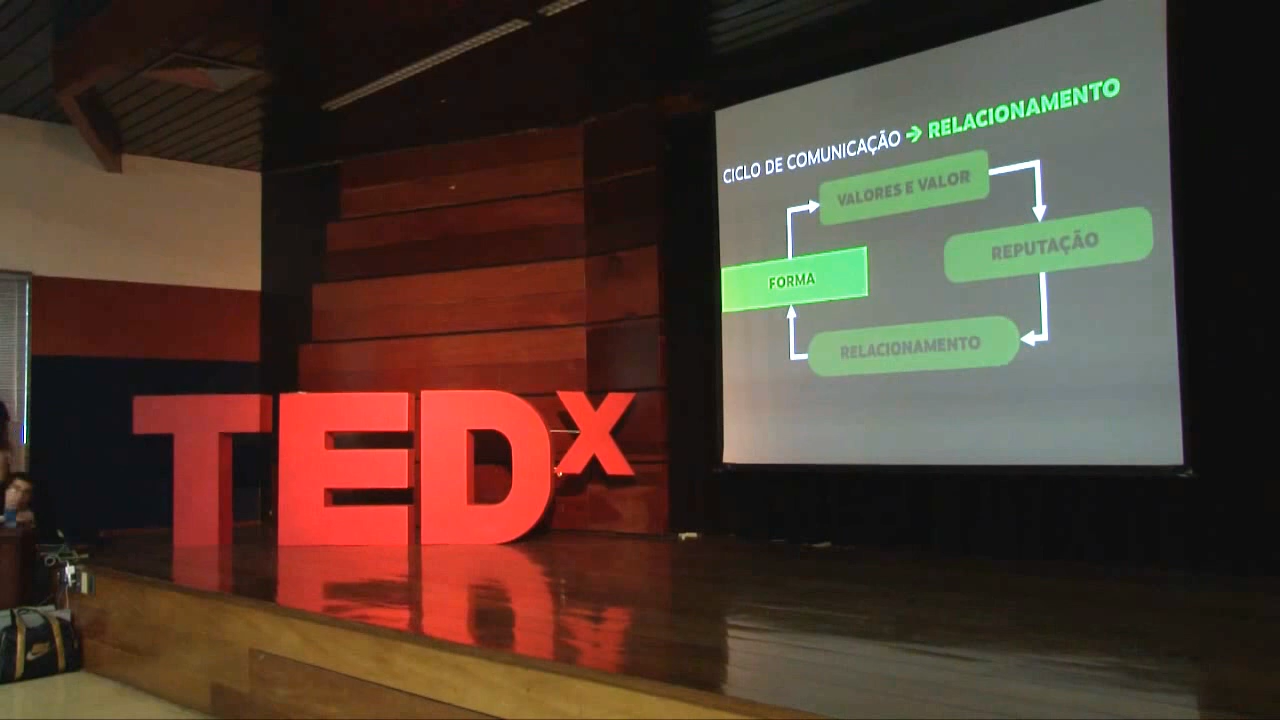 CICLO DE COMUNICAÇÃO → RELACIONAMENTO
VALORES E VALOR
REPUTAÇÃO
FORMA
RELACIONAMENTO
TEDx